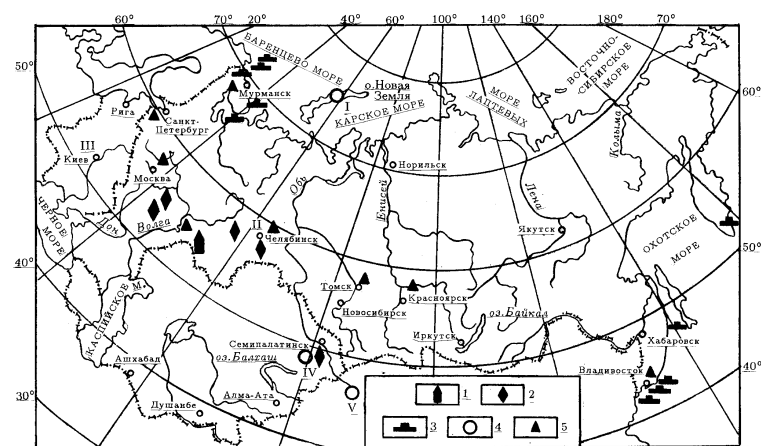 60° 70° 20° 40° 60° 100° 140° 160° 180° 70°
50°
БАРЕНЦЕВО МОРЕ
ВОСТОЧНО-
СИБИРСКОЕ
МОРЕ
о.Новая
Земля
I
Мурманск
КАРСКОЕ МОРЕ
МОРЕ
ЛАПТЕВЫХ
60°
Рига
Санкт-
Петербург
Колыма
III
Киев
Москва
Норильск
Обь
Енисей
Лена
ЧЕРНОЕ
МОРЕ
Дон
Волга
II
Челябинск
Якутск
ОХОТСКОЕ
МОРЕ
50°
40°
КАСПИЙСКОЕ М.
Томск
Новосибирск
Красноярск
оз.Байкал
Иркутск
Хабаровск
Семипалатинск
оз.Балхаш
IV
Ашхабад
Владивосток
40°
30°
Душанбе
Алма-Ата
V
1 2
3 4 5